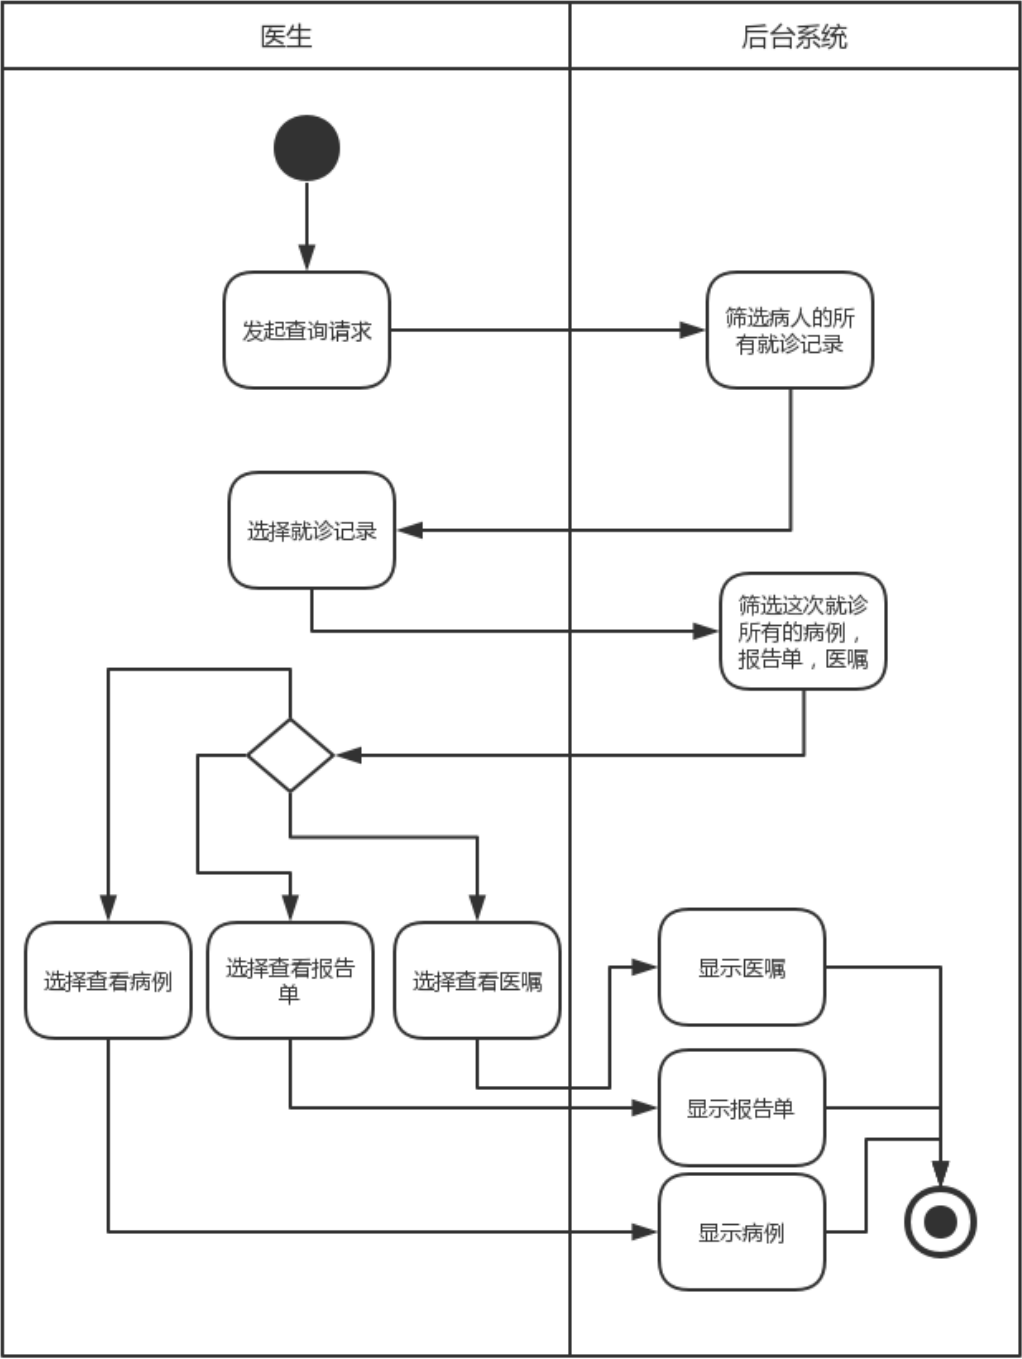 医生
后台系统
发起查询请求
筛选病人的所
有就诊记录
选择就诊记录
筛选这次就诊
所有的病例，
报告单，医嘱
选择查看病例
选择查看报告
单
选择查看医嘱
显示医嘱
显示报告单
显示病例